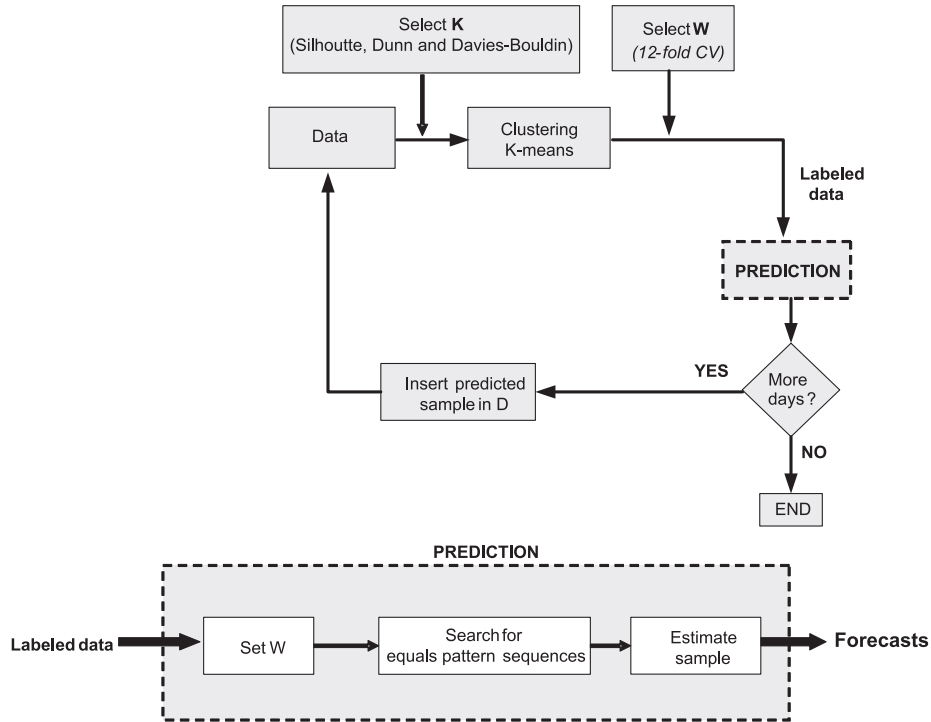 Select K
(Silhoutte, Dunn and Davies-Bouldin)
Select W
(12-fold CV)
Data
Clustering
K-means
Labeled
data
PREDICTION
More
days ?
YES
Insert predicted
sample in D
NO
END
PREDICTION
Labeled data
Set W
Search for
equals pattern sequences
Estimate
sample
Forecasts